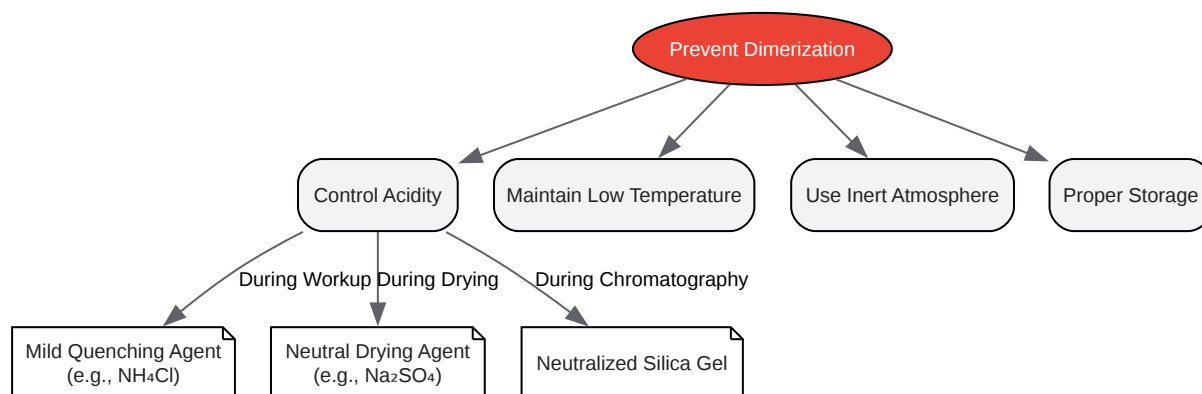 Prevent Dimerization
Control Acidity
Maintain Low Temperature
Use Inert Atmosphere
Proper Storage
During Workup
During Drying
During Chromatography
Mild Quenching Agent
(e.g., NH₄Cl)
Neutral Drying Agent
(e.g., Na₂SO₄)
Neutralized Silica Gel